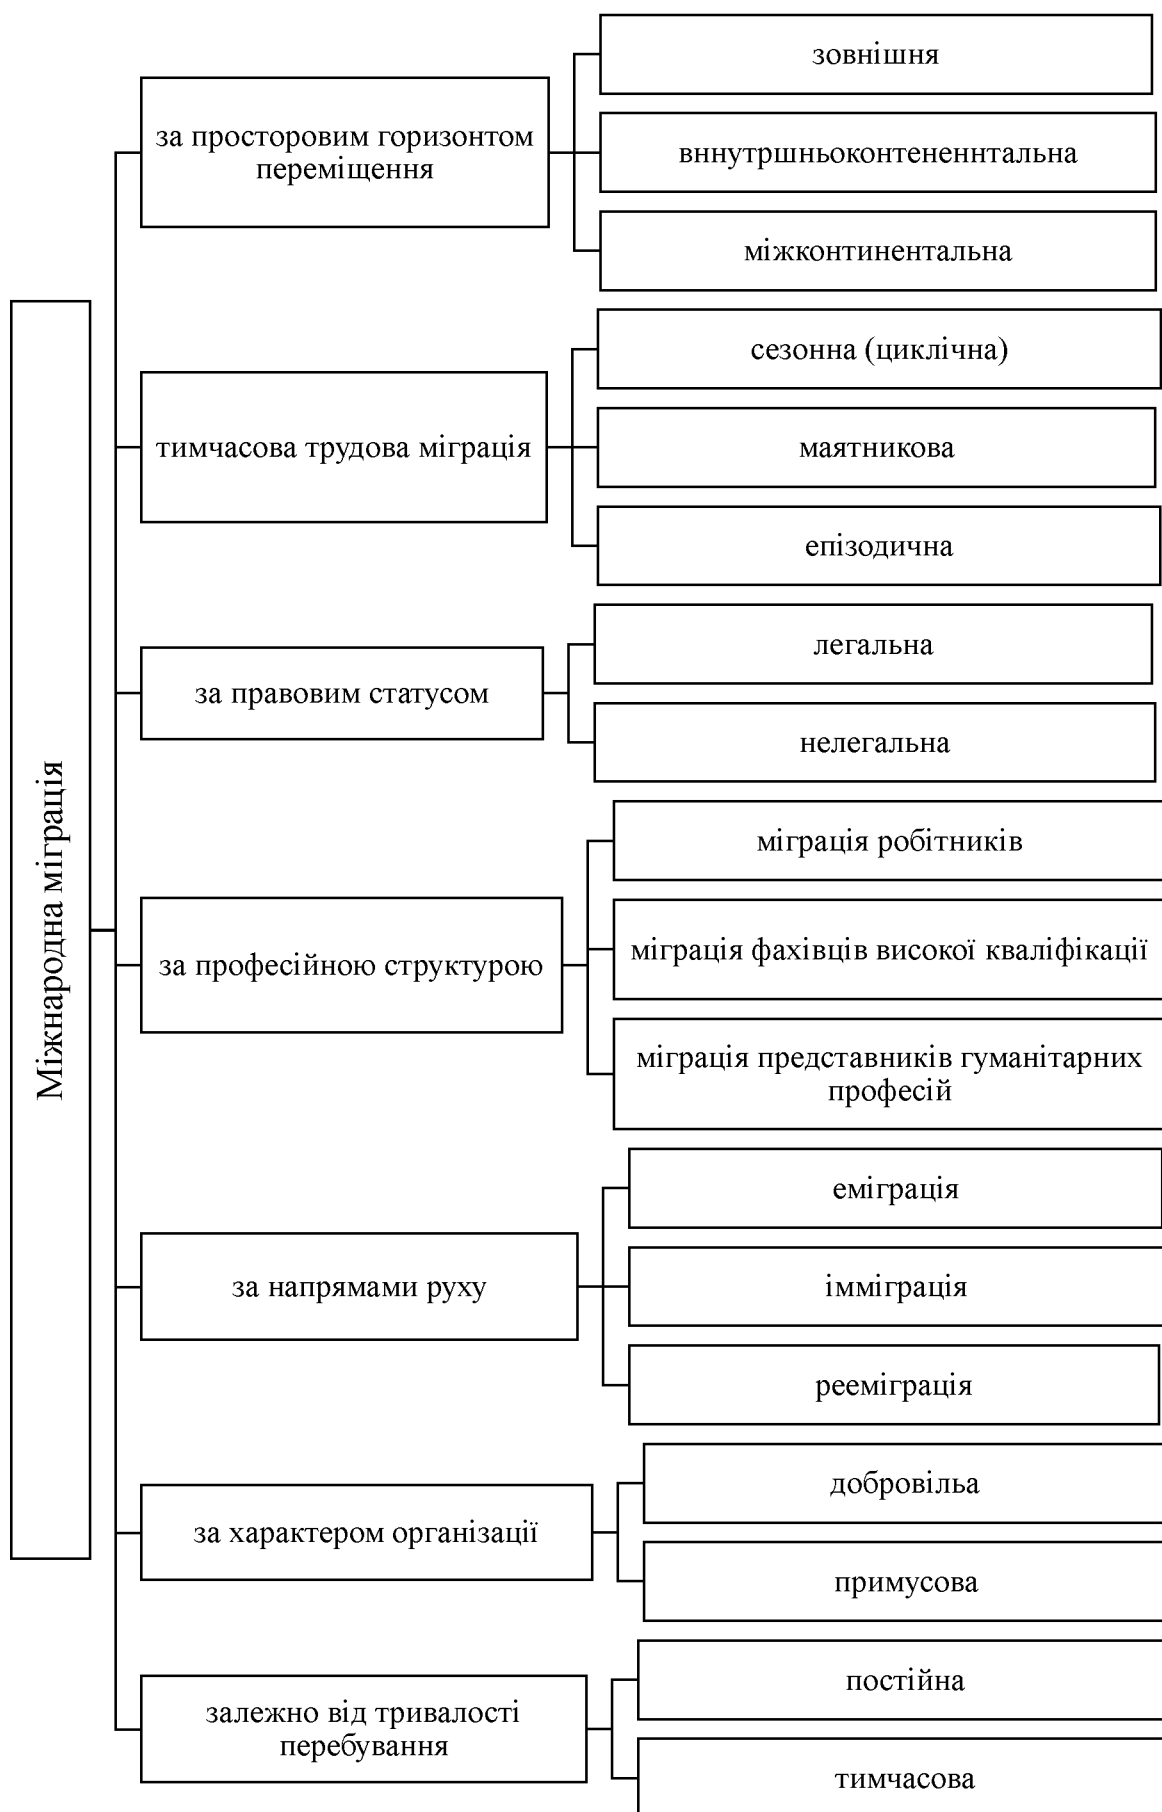 Міжнародна міграція
за просторовим горизонтом
переміщення
зовнішня
вннутршньоконтененнтальна
міжконтинентальна
тимчасова трудова міграція
сезонна (циклічна)
маятникова
епізодична
за правовим статусом
легальна
нелегальна
за професійною структурою
міграція робітників
міграція фахівців високої кваліфікації
міграція представників гуманітарних
професій
за напрямами руху
еміграція
імміграція
рееміграція
за характером організації
добровільа
примусова
залежно від тривалості
перебування
постійна
тимчасова